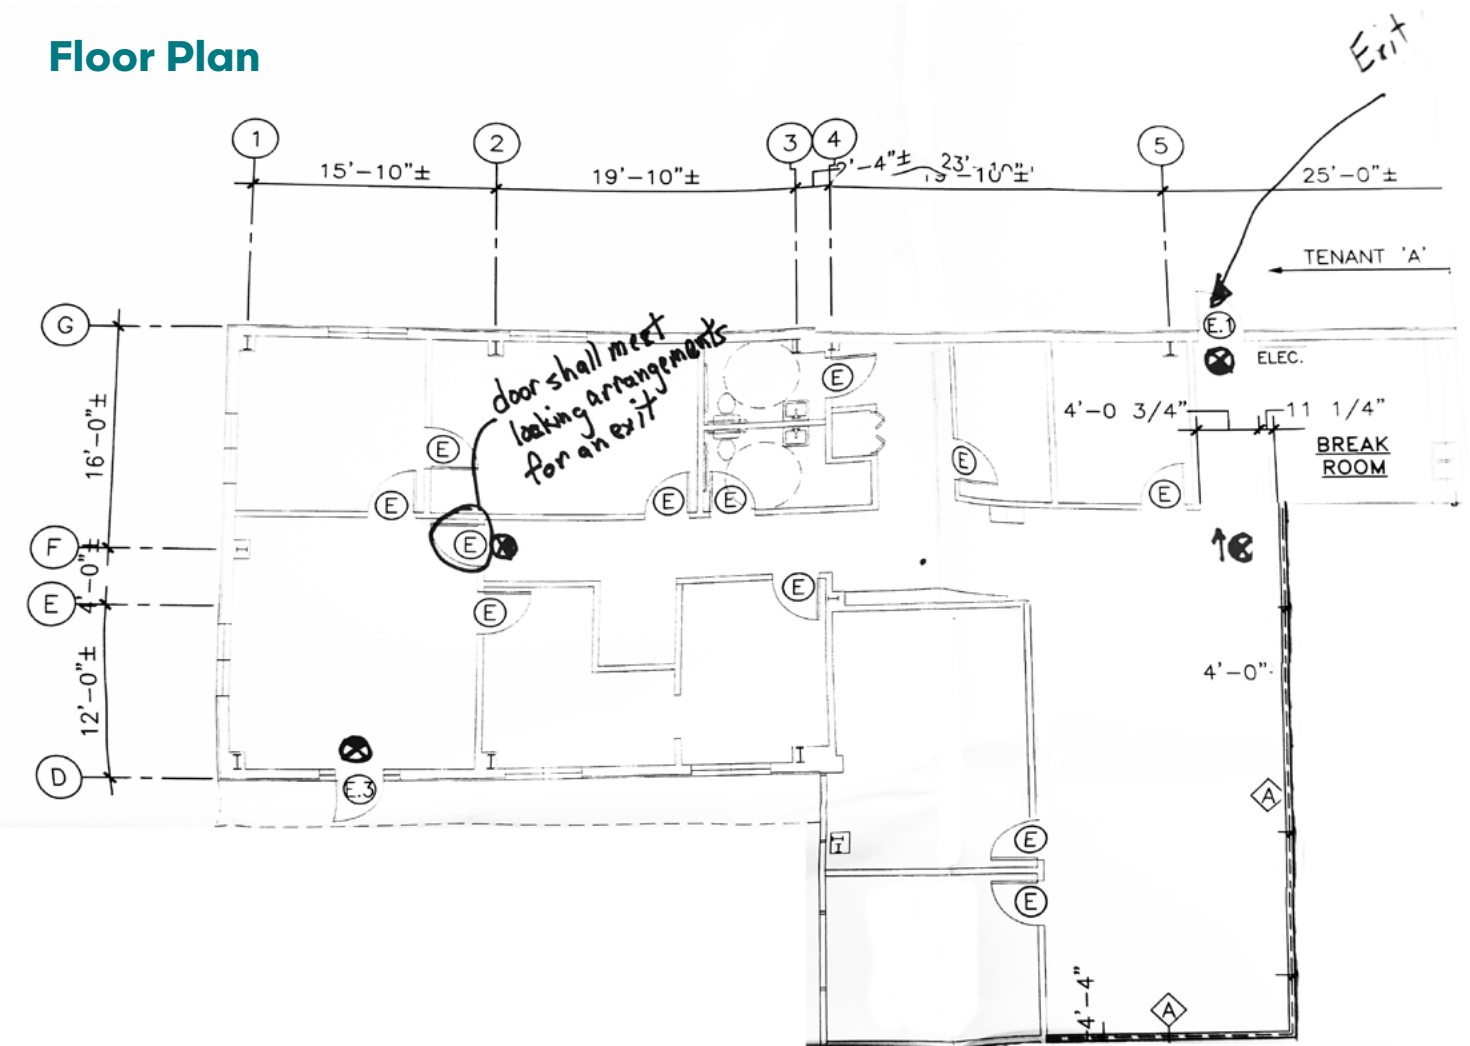 Floor Plan
Exit
1
2
3
4
5
15'-10"±
19'-10"±
2'-4"±
23'-10"±
25'-0"±
TENANT 'A'
G
E.1
ELEC.
door shall meet
locking arrangements
for an exit
E
4'-0 3/4"
11 1/4"
16'-0"±
BREAK
ROOM
E
E
E
E
E
E
F
E
4'-0"±
E
E
E
4'-0"
12'-0"±
D
E.3
A
E
E
4'-4"
A